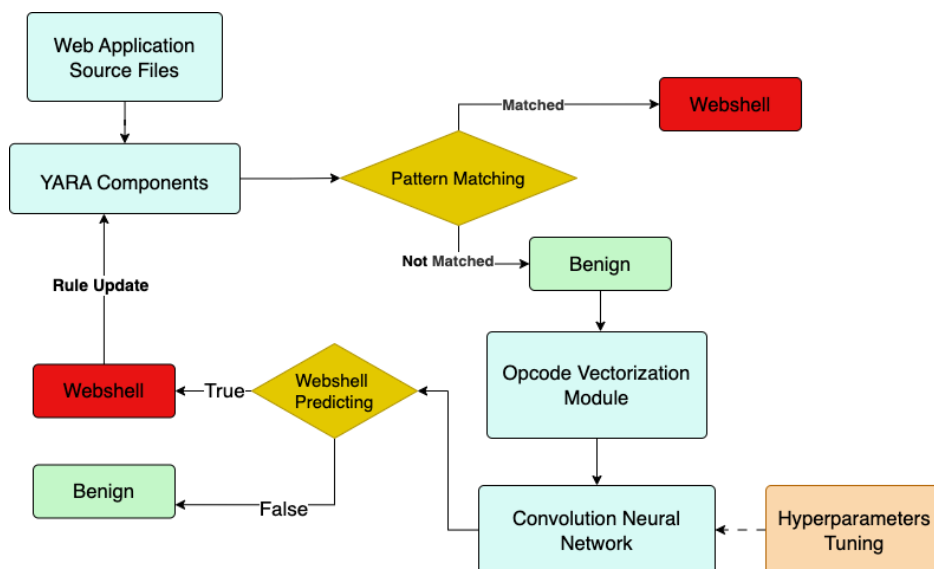 Web Application
Source Files
Matched
Webshell
YARA Components
Pattern Matching
Not Matched
Benign
Rule Update
Opcode Vectorization
Module
Webshell
True
Webshell
Predicting
Benign
False
Convolution Neural
Network
Hyperparameters
Tuning